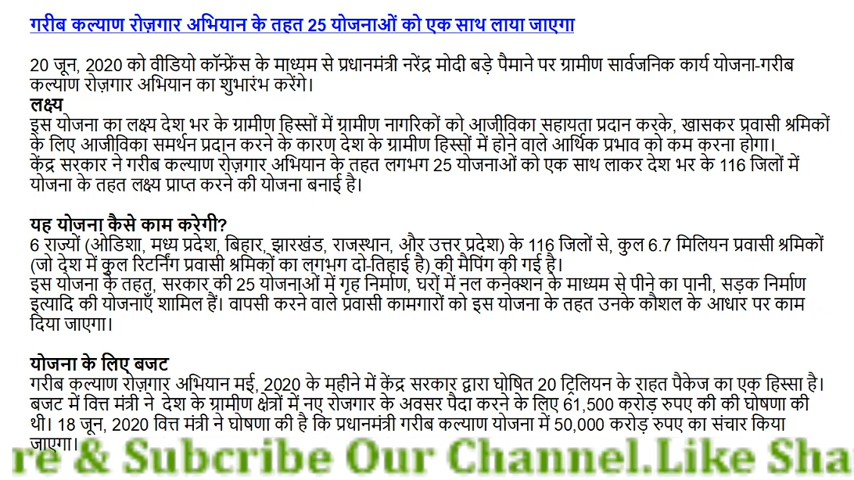 गरीब कल्याण रोज़गार अभियान के तहत 25 योजनाओं को एक साथ लाया जाएगा
20 जून, 2020 को वीडियो कॉन्फ्रेंस के माध्यम से प्रधानमंत्री नरेंद्र मोदी बड़े पैमाने पर ग्रामीण सार्वजनिक कार्य योजना-गरीब
कल्याण रोज़गार अभियान का शुभारंभ करेंगे।
लक्ष्य
इस योजना का लक्ष्य देश भर के ग्रामीण हिस्सों में ग्रामीण नागरिकों को आजीविका सहायता प्रदान करके, खासकर प्रवासी श्रमिकों
के लिए आजीविका समर्थन प्रदान करने के कारण देश के ग्रामीण हिस्सों में होने वाले आर्थिक प्रभाव को कम करना होगा।
केंद्र सरकार ने गरीब कल्याण रोज़गार अभियान के तहत लगभग 25 योजनाओं को एक साथ लाकर देश भर के 116 जिलों में
योजना के तहत लक्ष्य प्राप्त करने की योजना बनाई है।
यह योजना कैसे काम करेगी?
6 राज्यों (ओडिशा, मध्य प्रदेश, बिहार, झारखंड, राजस्थान, और उत्तर प्रदेश) के 116 जिलों से, कुल 6.7 मिलियन प्रवासी श्रमिकों
(जो देश में कुल रिटर्निंग प्रवासी श्रमिकों का लगभग दो-तिहाई है) की मैपिंग की गई है।
इस योजना के तहत, सरकार की 25 योजनाओं में गृह निर्माण, घरों में नल कनेक्शन के माध्यम से पीने का पानी, सड़क निर्माण
इत्यादि की योजनाएँ शामिल हैं। वापसी करने वाले प्रवासी कामगारों को इस योजना के तहत उनके कौशल के आधार पर काम
दिया जाएगा।
योजना के लिए बजट
गरीब कल्याण रोज़गार अभियान मई, 2020 के महीने में केंद्र सरकार द्वारा घोषित 20 ट्रिलियन के राहत पैकेज का एक हिस्सा है।
बजट में वित्त मंत्री ने देश के ग्रामीण क्षेत्रों में नए रोजगार के अवसर पैदा करने के लिए 61,500 करोड़ रुपए की की घोषणा की
थी। 18 जून, 2020 वित्त मंत्री ने घोषणा की है कि प्रधानमंत्री गरीब कल्याण योजना में 50,000 करोड़ रुपए का संचार किया
जाएगा।
re & Subcribe Our Channel.Like Sha